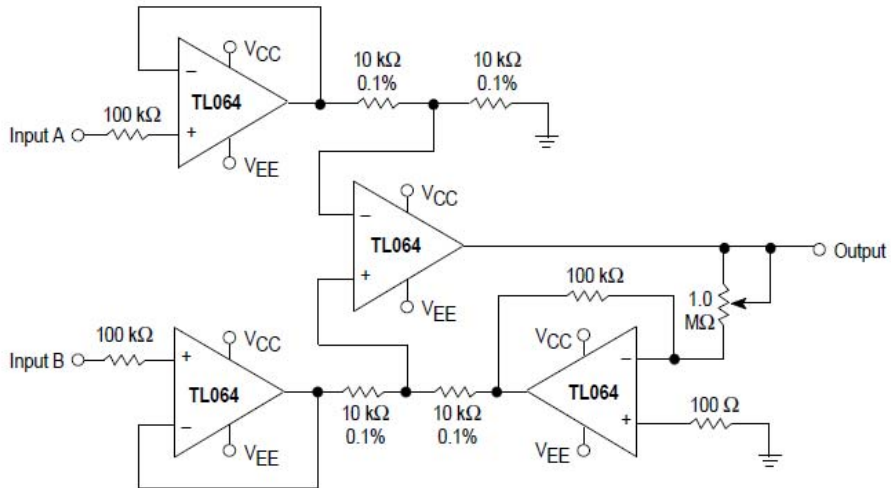 VCC
10 kΩ
0.1%
10 kΩ
0.1%
−
TL064
100 kΩ
Input A
+
VEE
VCC
−
TL064
Output
+
100 kΩ
1.0
MΩ
VEE
100 kΩ
VCC
VCC
Input B
+
−
TL064
TL064
−
+
100 Ω
10 kΩ
0.1%
10 kΩ
0.1%
VEE
VEE